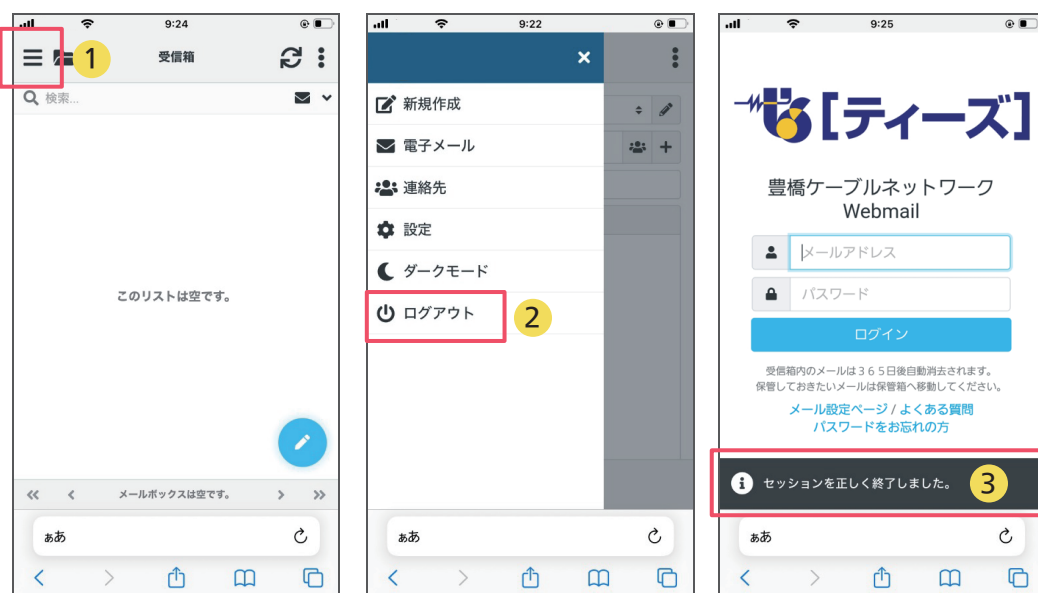 9:24
1
受信箱
検索...
このリストは空です。
メールボックスは空です。
ぁあ
9:22
新規作成
電子メール
連絡先
設定
ダークモード
ログアウト
2
ぁあ
9:25
[ティーズ]
豊橋ケーブルネットワーク
Webmail
メールアドレス
パスワード
ログイン
受信箱内のメールは３６５日後自動消去されます。
保管しておきたいメールは保管箱へ移動してください。
メール設定ページ / よくある質問
パスワードをお忘れの方
セッションを正しく終了しました。
3
ぁあ